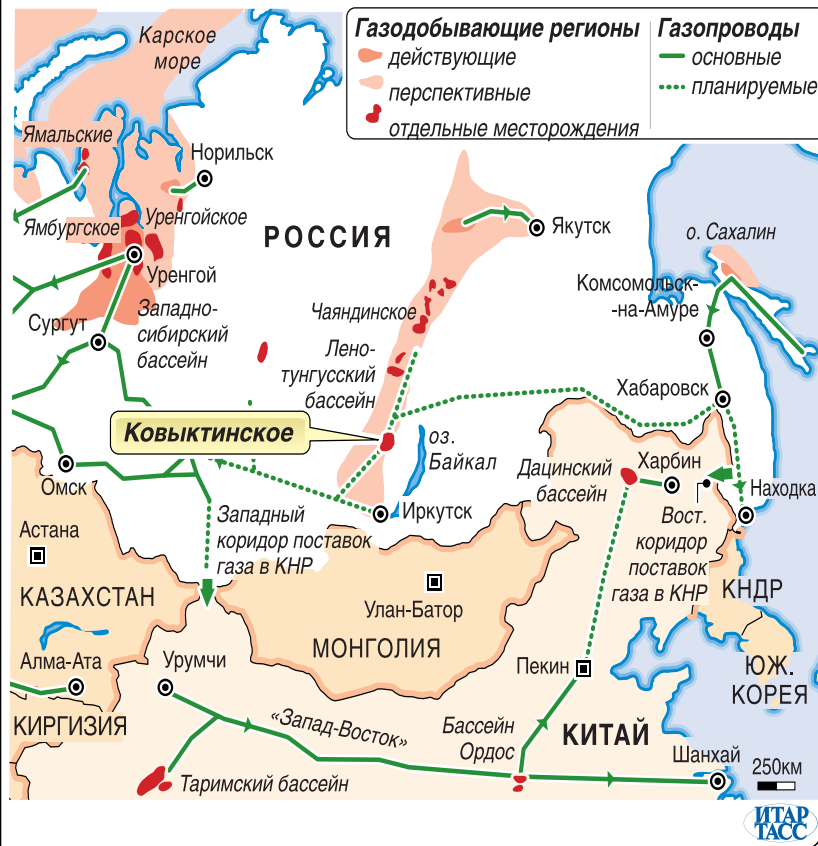 Газодобывающие регионы
действующие
перспективные
отдельные месторождения
Газопроводы
основные
планируемые
Карское
море
Ямальские
Норильск
Ямбургское
Уренгойское
РОССИЯ
Якутск
о. Сахалин
Уренгой
Комсомольск-
-на-Амуре
Западно-
сибирский
бассейн
Сургут
Чаяндинское
Лено-
тунгусский
бассейн
Хабаровск
Ковыктинское
оз.
Байкал
Омск
Дацинский
бассейн
Харбин
Находка
Иркутск
Западный
коридор поставок
газа в КНР
Вост.
коридор
поставок
газа в КНР
Астана
КАЗАХСТАН
Улан-Батор
МОНГОЛИЯ
КНДР
Алма-Ата
Урумчи
Пекин
ЮЖ.
КОРЕЯ
КИРГИЗИЯ
«Запад-Восток»
Бассейн
Ордос
КИТАЙ
Шанхай
250км
Таримский бассейн
ИТАР
ТАСС